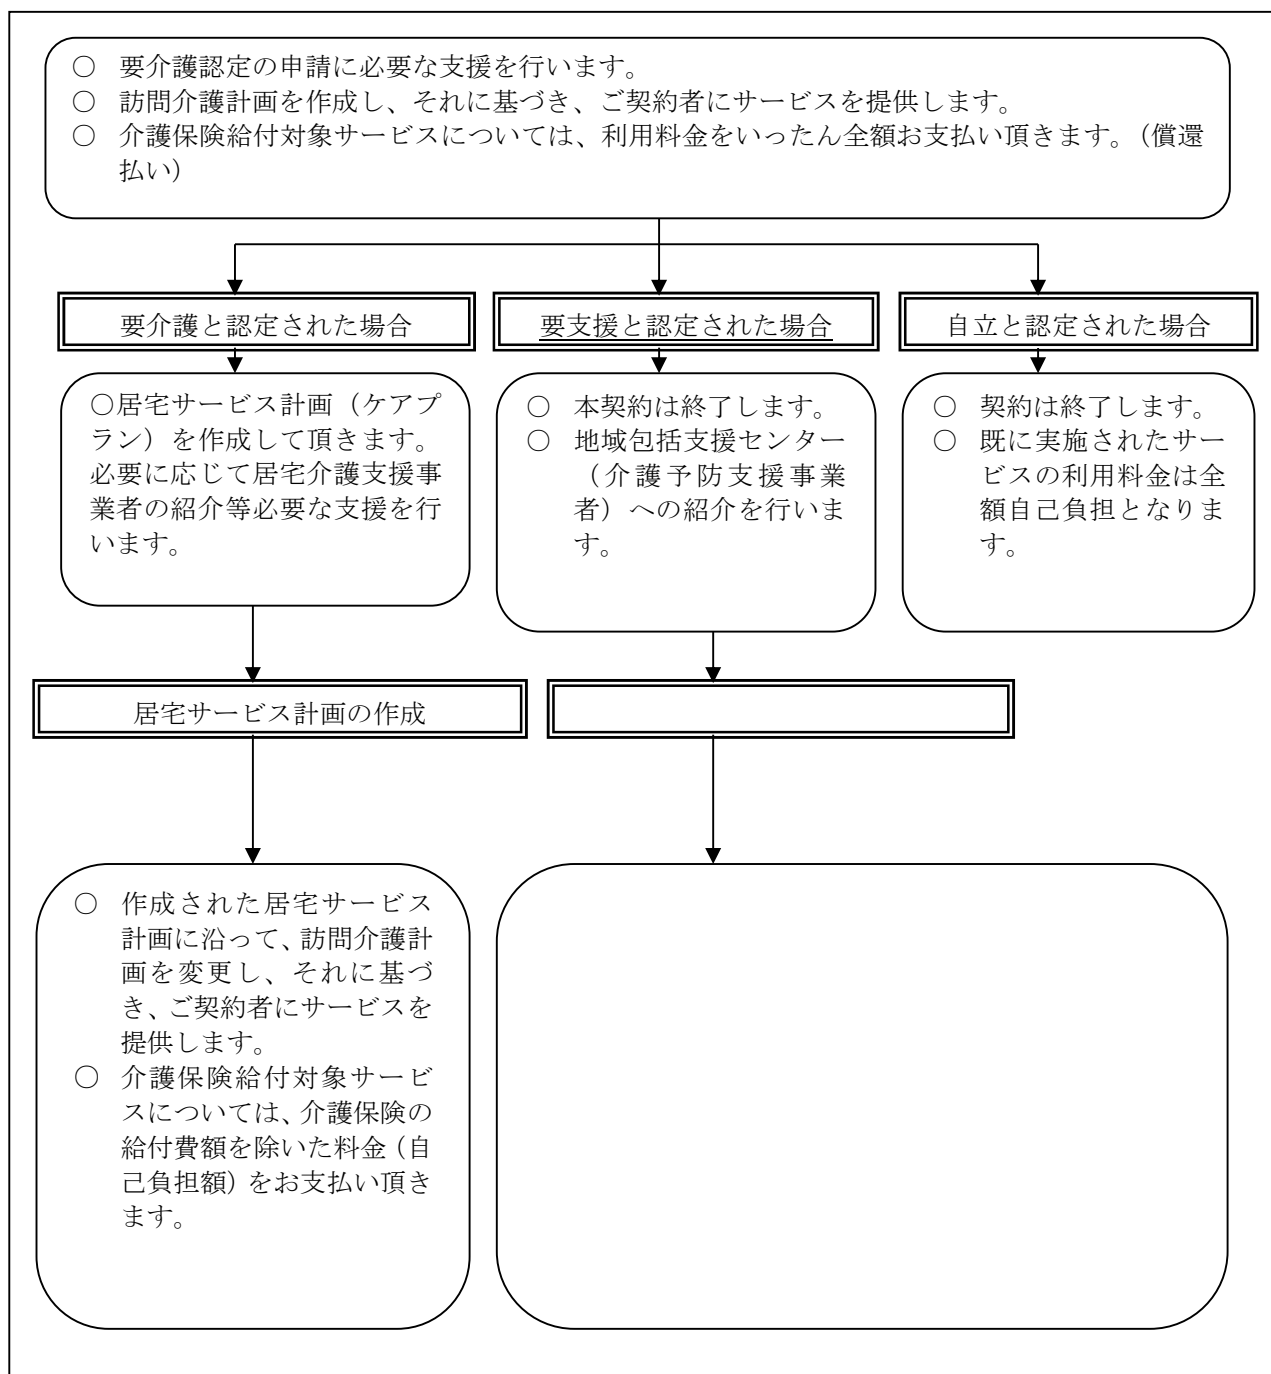 ○ 要介護認定の申請に必要な支援を行います。
○ 訪問介護計画を作成し、それに基づき、ご契約者にサービスを提供します。
○ 介護保険給付対象サービスについては、利用料金をいったん全額お支払い頂きます。（償還
払い）
要介護と認定された場合
要支援と認定された場合
自立と認定された場合
○居宅サービス計画（ケアプ
ラン）を作成して頂きます。
必要に応じて居宅介護支援事
業者の紹介等必要な支援を行
います。
○ 本契約は終了します。
○ 地域包括支援センター
（介護予防支援事業
者）への紹介を行いま
す。
○ 契約は終了します。
○ 既に実施されたサー
ビスの利用料金は全
額自己負担となりま
す。
居宅サービス計画の作成
○ 作成された居宅サービス
計画に沿って、訪問介護計
画を変更し、それに基づ
き、ご契約者にサービスを
提供します。
○ 介護保険給付対象サービ
スについては、介護保険の
給付費額を除いた料金（自
己負担額）をお支払い頂き
ます。